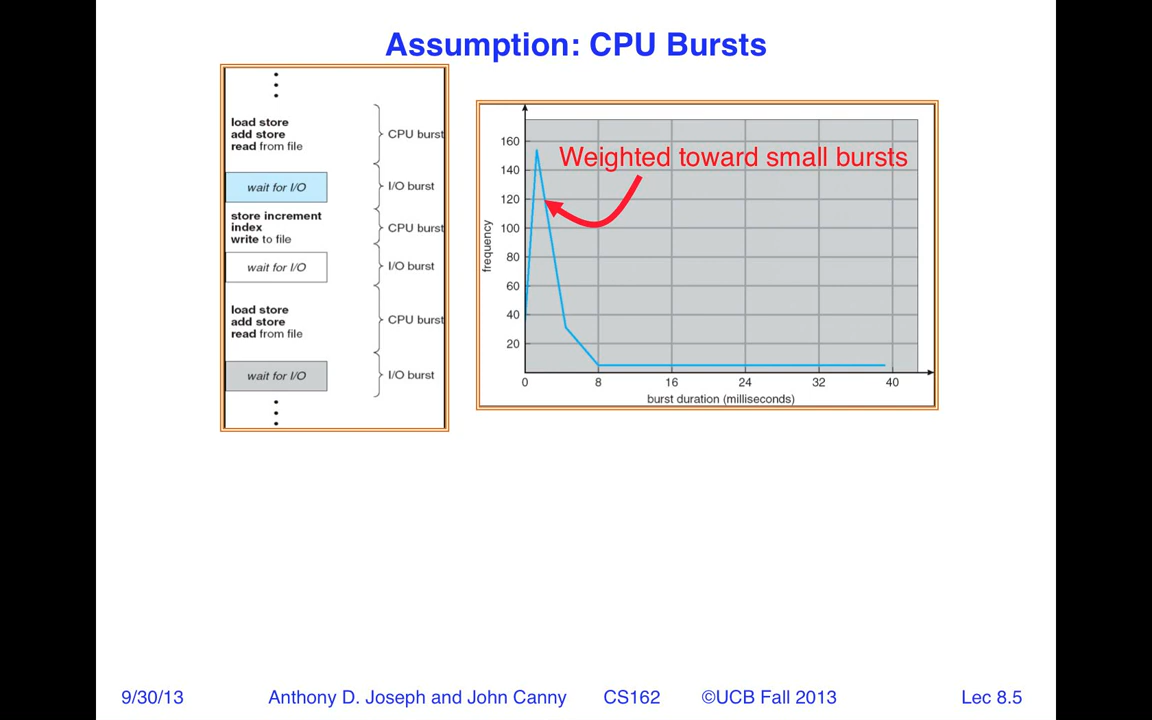 Assumption: CPU Bursts
load store
add store
read from file
CPU burst
wait for I/O
I/O burst
store increment
index
write to file
CPU burst
wait for I/O
I/O burst
load store
add store
read from file
CPU burst
wait for I/O
I/O burst
Weighted toward small bursts
frequency
160
140
120
100
80
60
40
20
0 8 16 24 32 40
burst duration (milliseconds)
9/30/13 Anthony D. Joseph and John Canny CS162 ©UCB Fall 2013 Lec 8.5